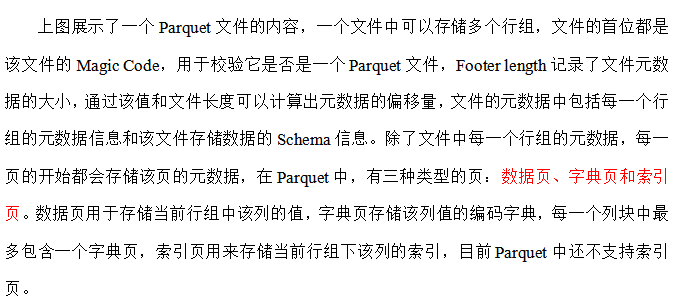 上图展示了一个 Parquet 文件的内容，一个文件中可以存储多个行组，文件的首位都是
该文件的 Magic Code，用于校验它是否是一个 Parquet 文件，Footer length 记录了文件元数
据的大小，通过该值和文件长度可以计算出元数据的偏移量，文件的元数据中包括每一个行
组的元数据信息和该文件存储数据的 Schema 信息。除了文件中每一个行组的元数据，每一
页的开始都会存储该页的元数据，在 Parquet 中，有三种类型的页：数据页、字典页和索引
页。数据页用于存储当前行组中该列的值，字典页存储该列值的编码字典，每一个列块中最
多包含一个字典页，索引页用来存储当前行组下该列的索引，目前 Parquet 中还不支持索引
页。